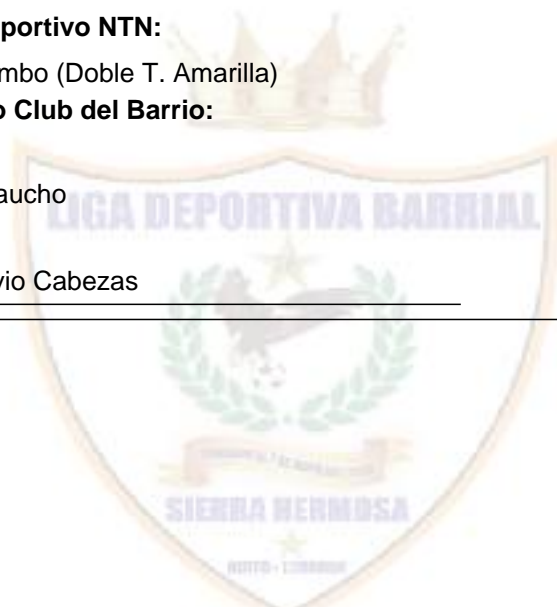 portivo NTN:
mbo (Doble T. Amarilla)
o Club del Barrio:
LIGA DEPORTIVA BARRIAL
aucho
vio Cabezas
SIERRA HERMOSA